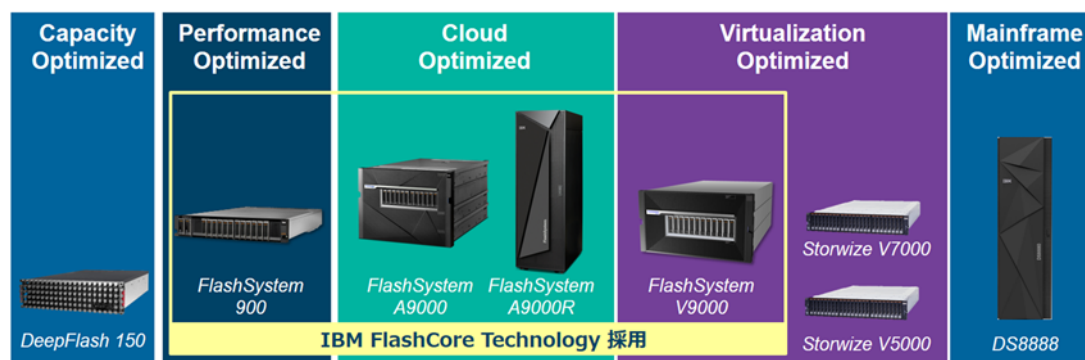 Capacity
Optimized
Performance
Optimized
Cloud
Optimized
Virtualization
Optimized
Mainframe
Optimized
DeepFlash 150
FlashSystem
900
FlashSystem
A9000
FlashSystem
A9000R
FlashSystem
V9000
Storwize V7000
Storwize V5000
DS8888
IBM FlashCore Technology 採用